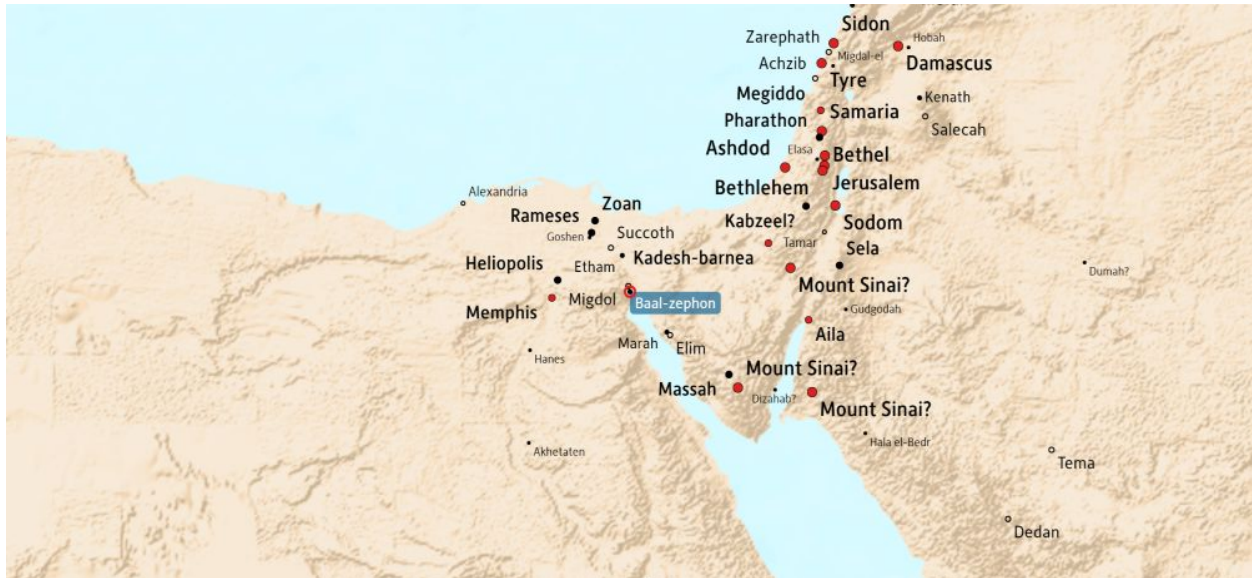 Sidon
Zarephath
Hobah
Migdal-el
Achzib
Damascus
Tyre
Megiddo
Kenath
Samaria
Pharathon
Salecah
Ashdod
Elasa
Bethel
Jerusalem
Bethlehem
Alexandria
Zoan
Rameses
Kabzeel?
Sodom
Goshen
Succoth
Tamar
Sela
Kadesh-barnea
Heliopolis
Etham
Dumah?
Mount Sinai?
Migdol
Baal-zephon
Memphis
Gudgodah
Aila
Marah
Elim
Hanes
Mount Sinai?
Massah
Dizahab?
Mount Sinai?
Hala el-Bedr
Akhetaten
Tema
Dedan